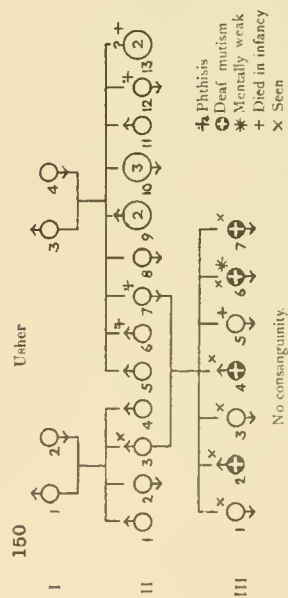 150
Usher
I
1 2 3 4
II
2 3 2
1 2 3 4 5 6 7 8 9 10 11 12 13
III
1 2 3 4 5 6 7
Phthisis
Deaf mutism
Mentally weak
Died in infancy
Seen
No consanguinity.